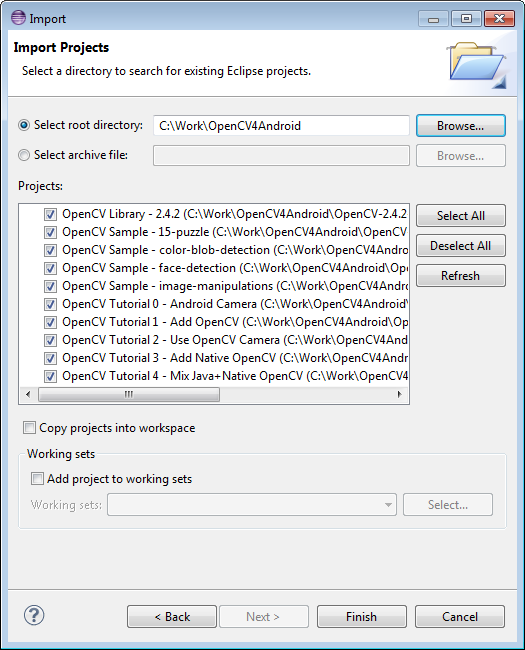 Import
Import Projects
Select a directory to search for existing Eclipse projects.
Select root directory: C:\Work\OpenCV4Android Browse...
Select archive file: Browse...
Projects:
OpenCV Library - 2.4.2 (C:\Work\OpenCV4Android\OpenCV-2.4.2
OpenCV Sample - 15-puzzle (C:\Work\OpenCV4Android\OpenCV
OpenCV Sample - color-blob-detection (C:\Work\OpenCV4Andro
OpenCV Sample - face-detection (C:\Work\OpenCV4Android\Op
OpenCV Sample - image-manipulations (C:\Work\OpenCV4Andr
OpenCV Tutorial 0 - Android Camera (C:\Work\OpenCV4Android\
OpenCV Tutorial 1 - Add OpenCV (C:\Work\OpenCV4Android\Op
OpenCV Tutorial 2 - Use OpenCV Camera (C:\Work\OpenCV4And
OpenCV Tutorial 3 - Add Native OpenCV (C:\Work\OpenCV4Andr
OpenCV Tutorial 4 - Mix Java+Native OpenCV (C:\Work\OpenCV4
Select All
Deselect All
Refresh
Copy projects into workspace
Working sets
Add project to working sets
Working sets: Select...
? < Back Next > Finish Cancel